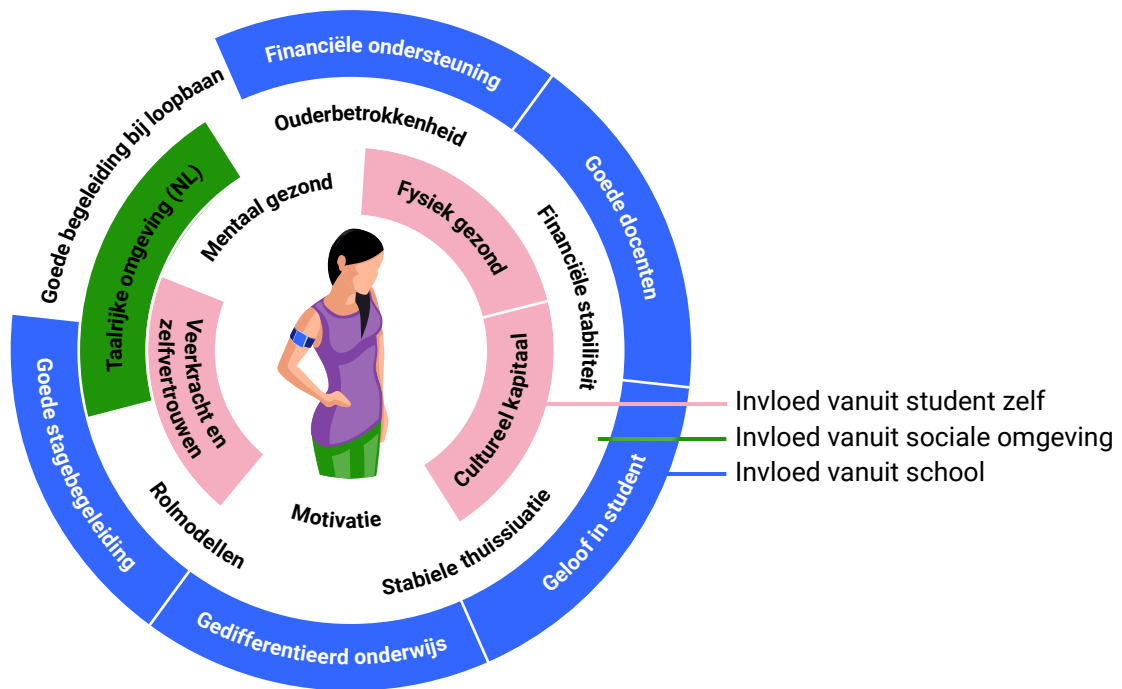 Financiële ondersteuning
Goede docenten
Geloof in student
Gedifferentieerd onderwijs
Goede stagebegeleiding
Goede begeleiding bij loopbaan
Ouderbetrokkenheid
Financiële stabiliteit
Stabiele thuissiuatie
Rolmodellen
Taalrijke omgeving (NL)
Mentaal gezond
Fysiek gezond
Cultureel kapitaal
Motivatie
Veerkracht en
zelfvertrouwen
Invloed vanuit student zelf
Invloed vanuit sociale omgeving
Invloed vanuit school